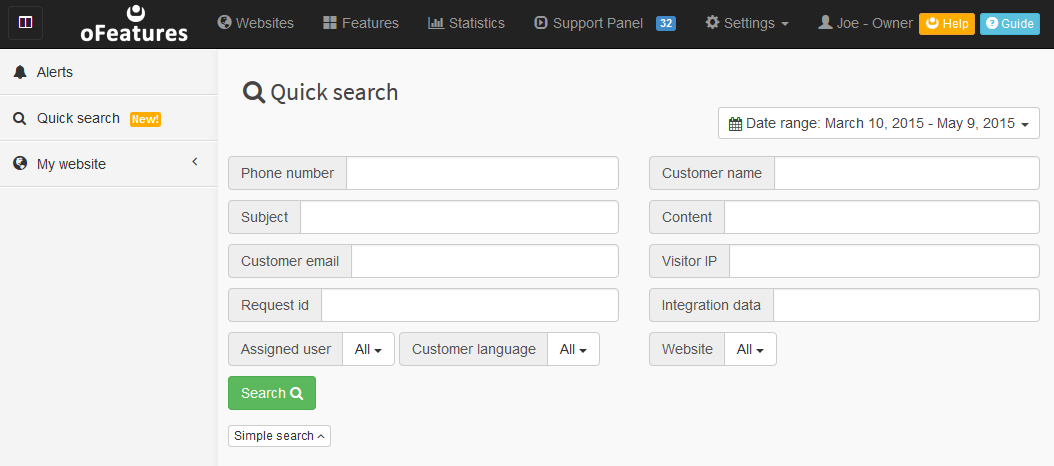 oFeatures
Websites
Features
Statistics
Support Panel 32
Settings
Joe - Owner
Help
Guide
Alerts
Quick search New!
My website
Quick search
Date range: March 10, 2015 - May 9, 2015
Phone number
Customer name
Subject
Content
Customer email
Visitor IP
Request id
Integration data
Assigned user All
Customer language All
Website All
Search
Simple search